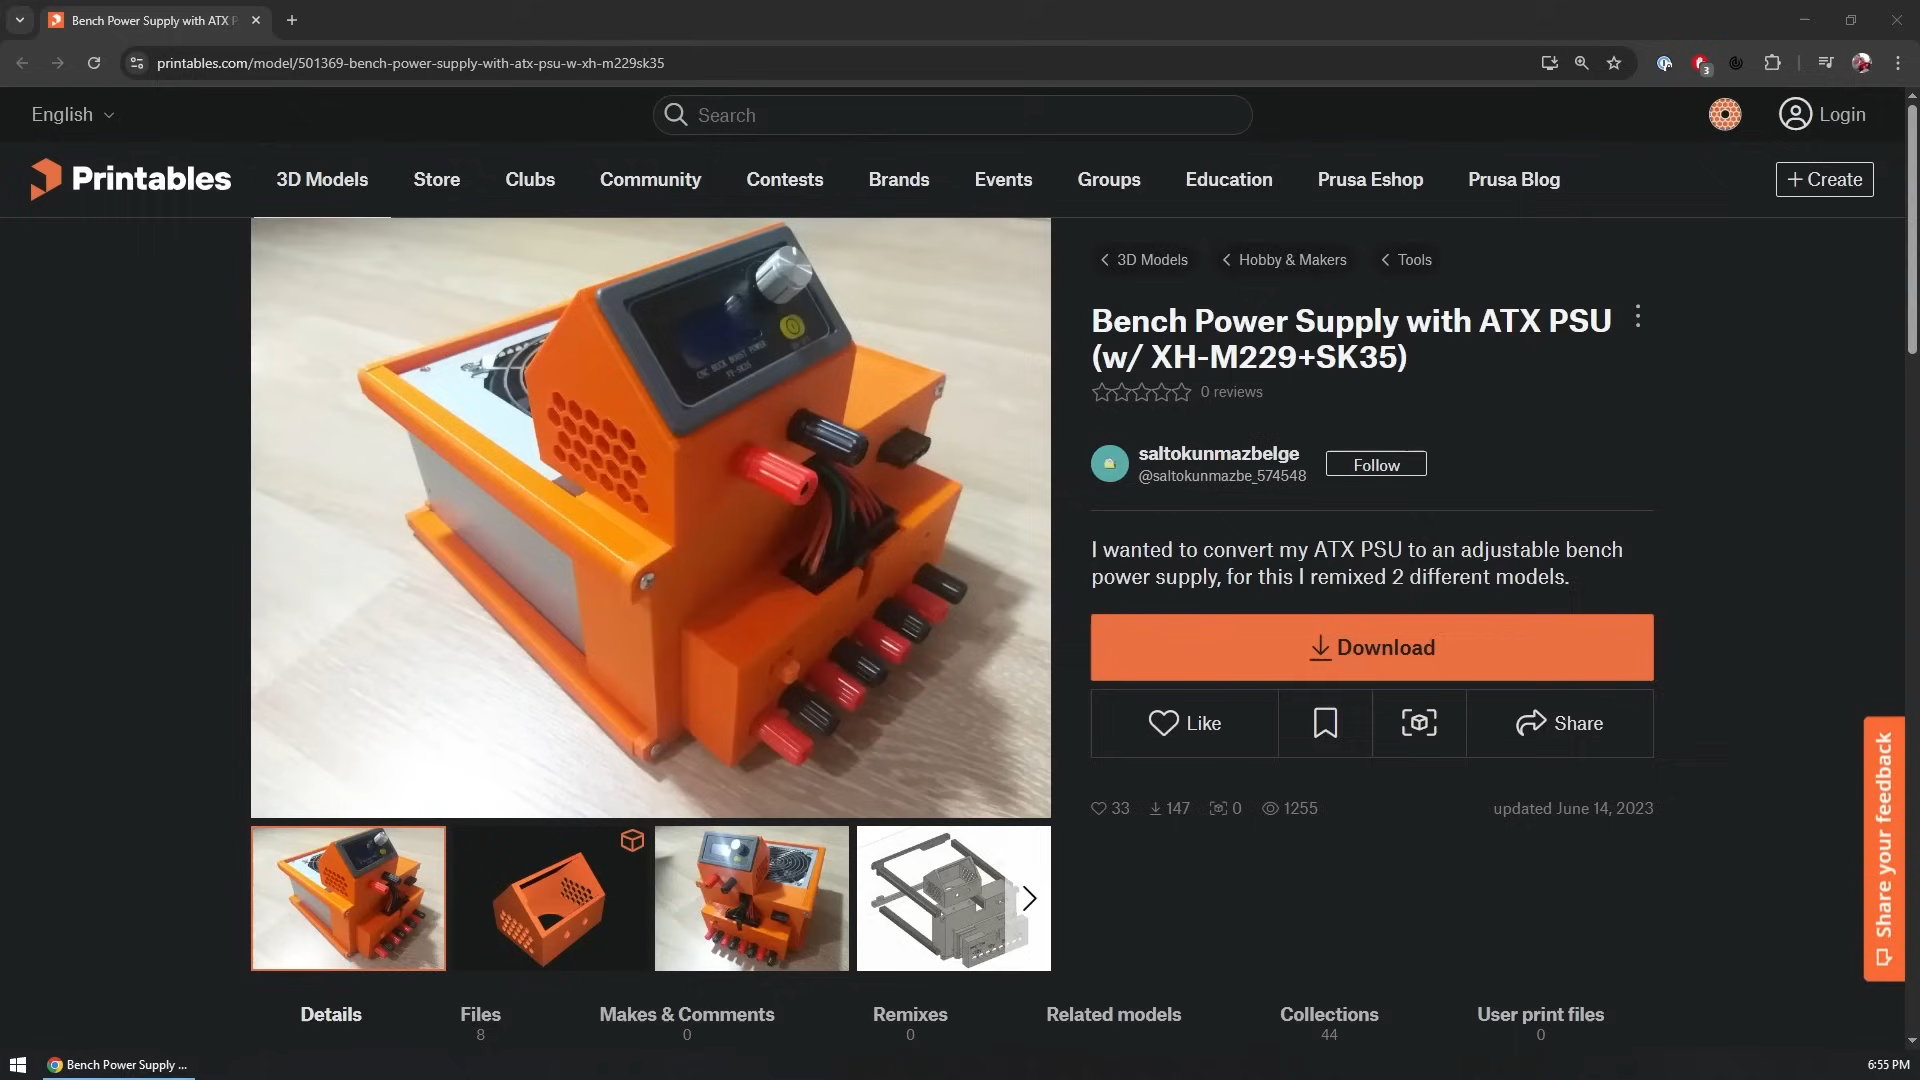 Bench Power Supply with ATX P
printables.com/model/501369-bench-power-supply-with-atx-psu-w-xh-m229sk35
3
English
Search
Login
Printables
3D Models
Store
Clubs
Community
Contests
Brands
Events
Groups
Education
Prusa Eshop
Prusa Blog
+ Create
3D Models
Hobby & Makers
Tools
CNC BUCK BOOST POWER
Bench Power Supply with ATX PSU
(w/ XH-M229+SK35)
0 reviews
saltokunmazbelge
@saltokunmazbe_574548
Follow
I wanted to convert my ATX PSU to an adjustable bench
power supply, for this I remixed 2 different models.
Download
Like
Share
33
147
0
1255
updated June 14, 2023
Share your feedback
Details
Files
8
Makes & Comments
0
Remixes
0
Related models
Collections
44
User print files
0
Bench Power Supply ...
6:55 PM